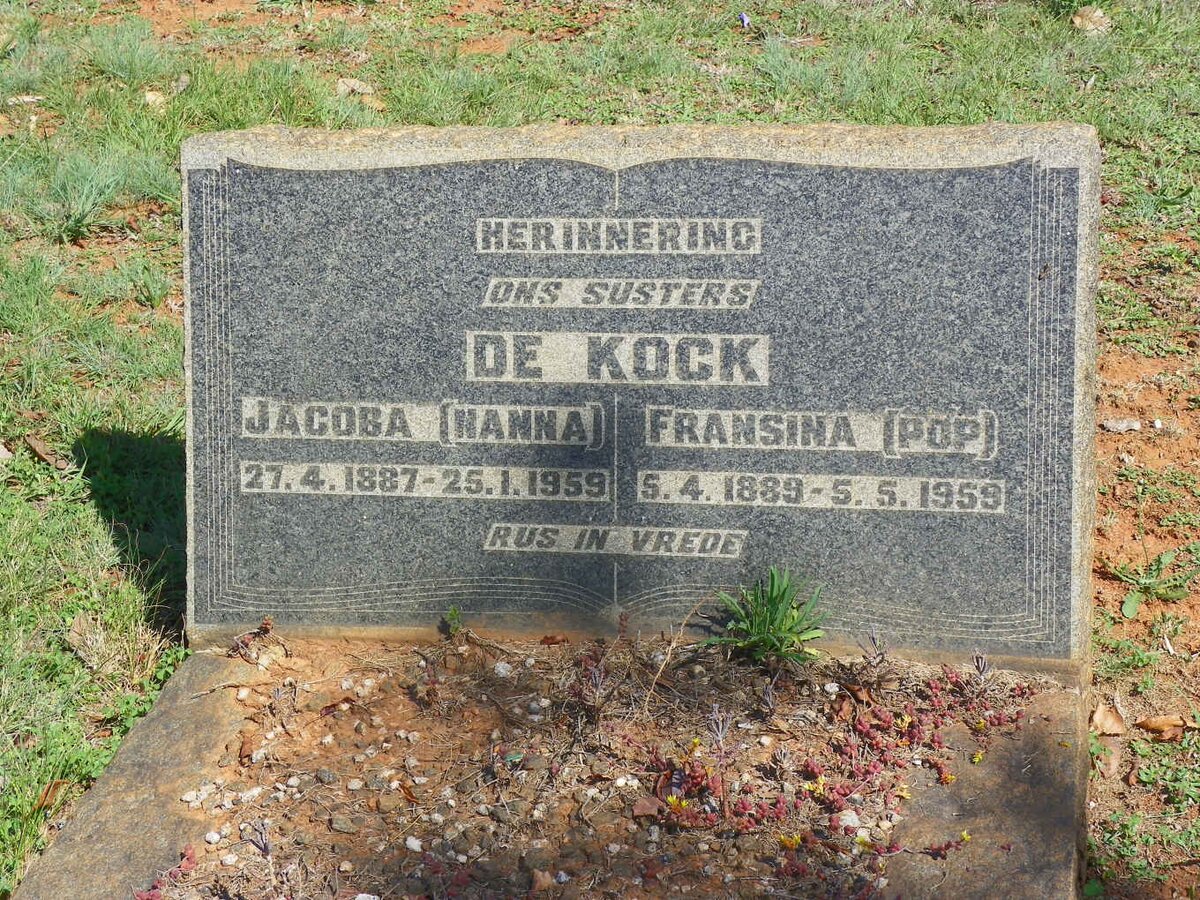 HERINNERING
ONS SUSTERS
DE KOCK
JACOBA (HANNA) FRANSINA (POP)
27.4.1887-25.1.1959 5.4.1889-5.5.1959
RUS IN VREDE